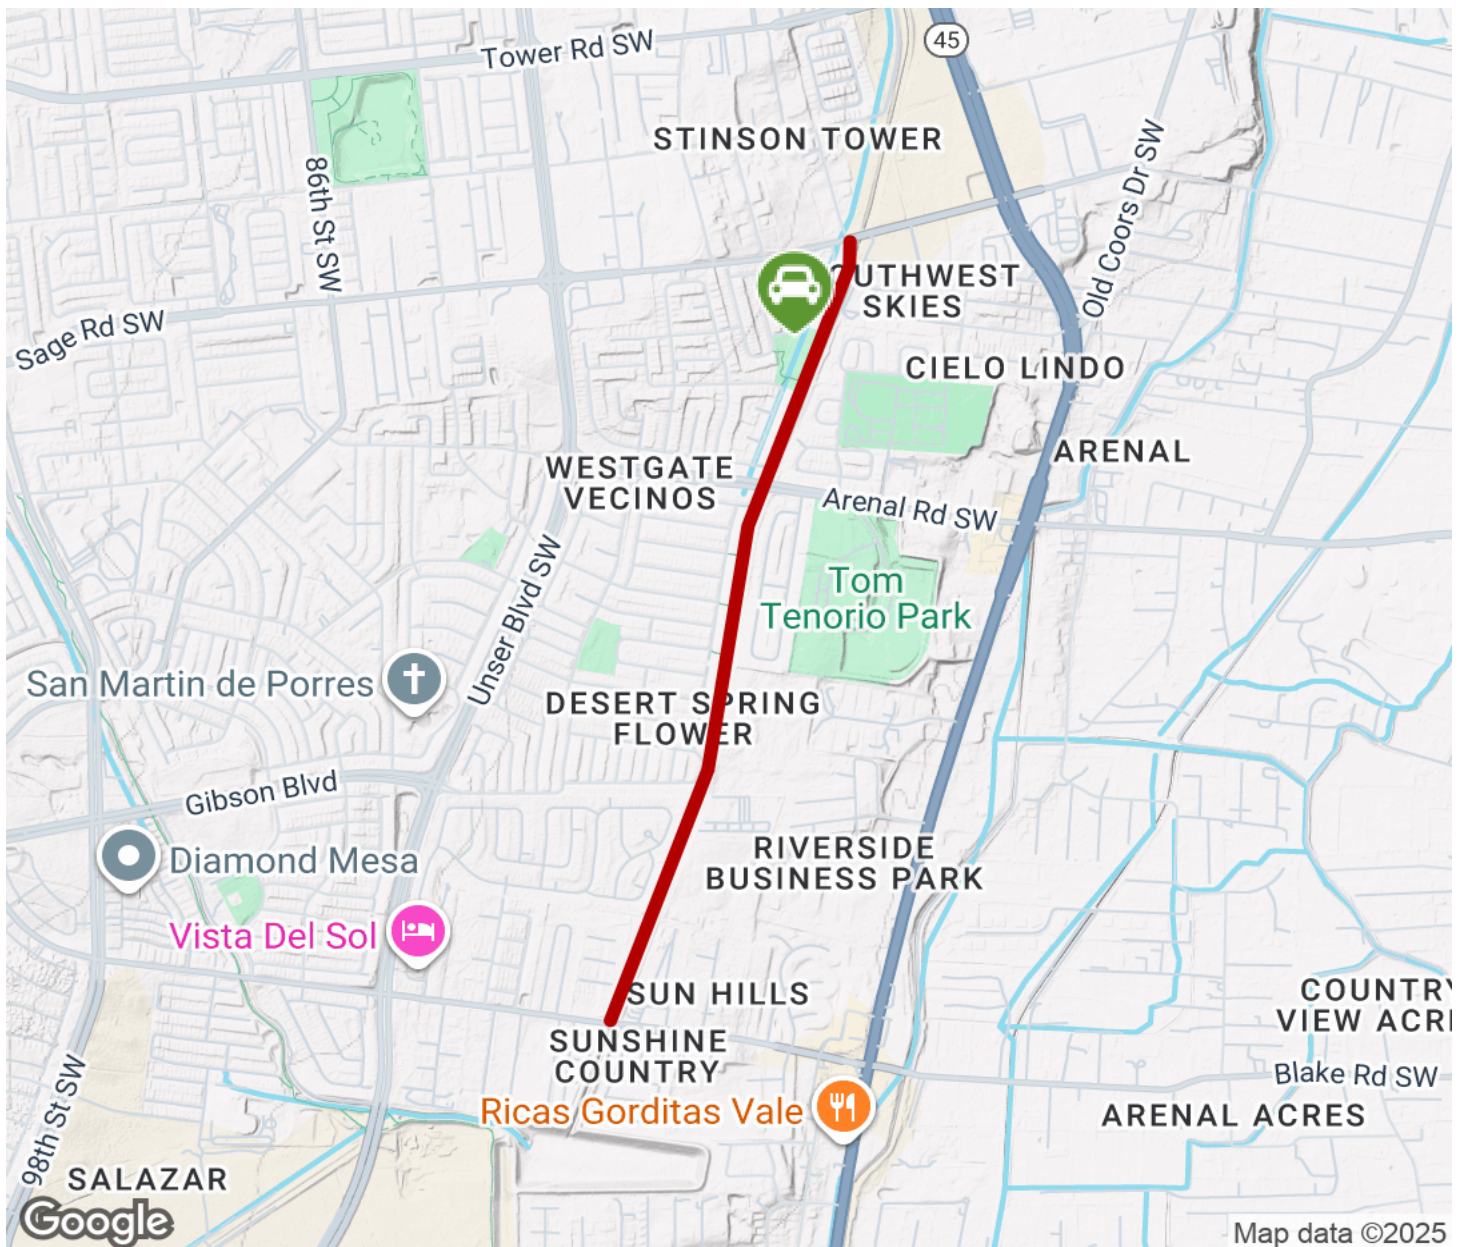 45
Tower Rd SW
STINSON TOWER
86th St SW
Old Coors Dr SW
OUTHWEST
SKIES
Sage Rd SW
CIELO LINDO
ARENAL
WESTGATE
VECINOS
Arenal Rd SW
Tom
Tenorio Park
Unser Blvd SW
San Martin de Porres
DESERT SPRING
FLOWER
Gibson Blvd
Diamond Mesa
RIVERSIDE
BUSINESS PARK
Vista Del Sol
SUN HILLS
COUNTRY
VIEW ACR
SUNSHINE
COUNTRY
Blake Rd SW
98th St SW
Ricas Gorditas Vale
ARENAL ACRES
SALAZAR
Google
Map data ©2025